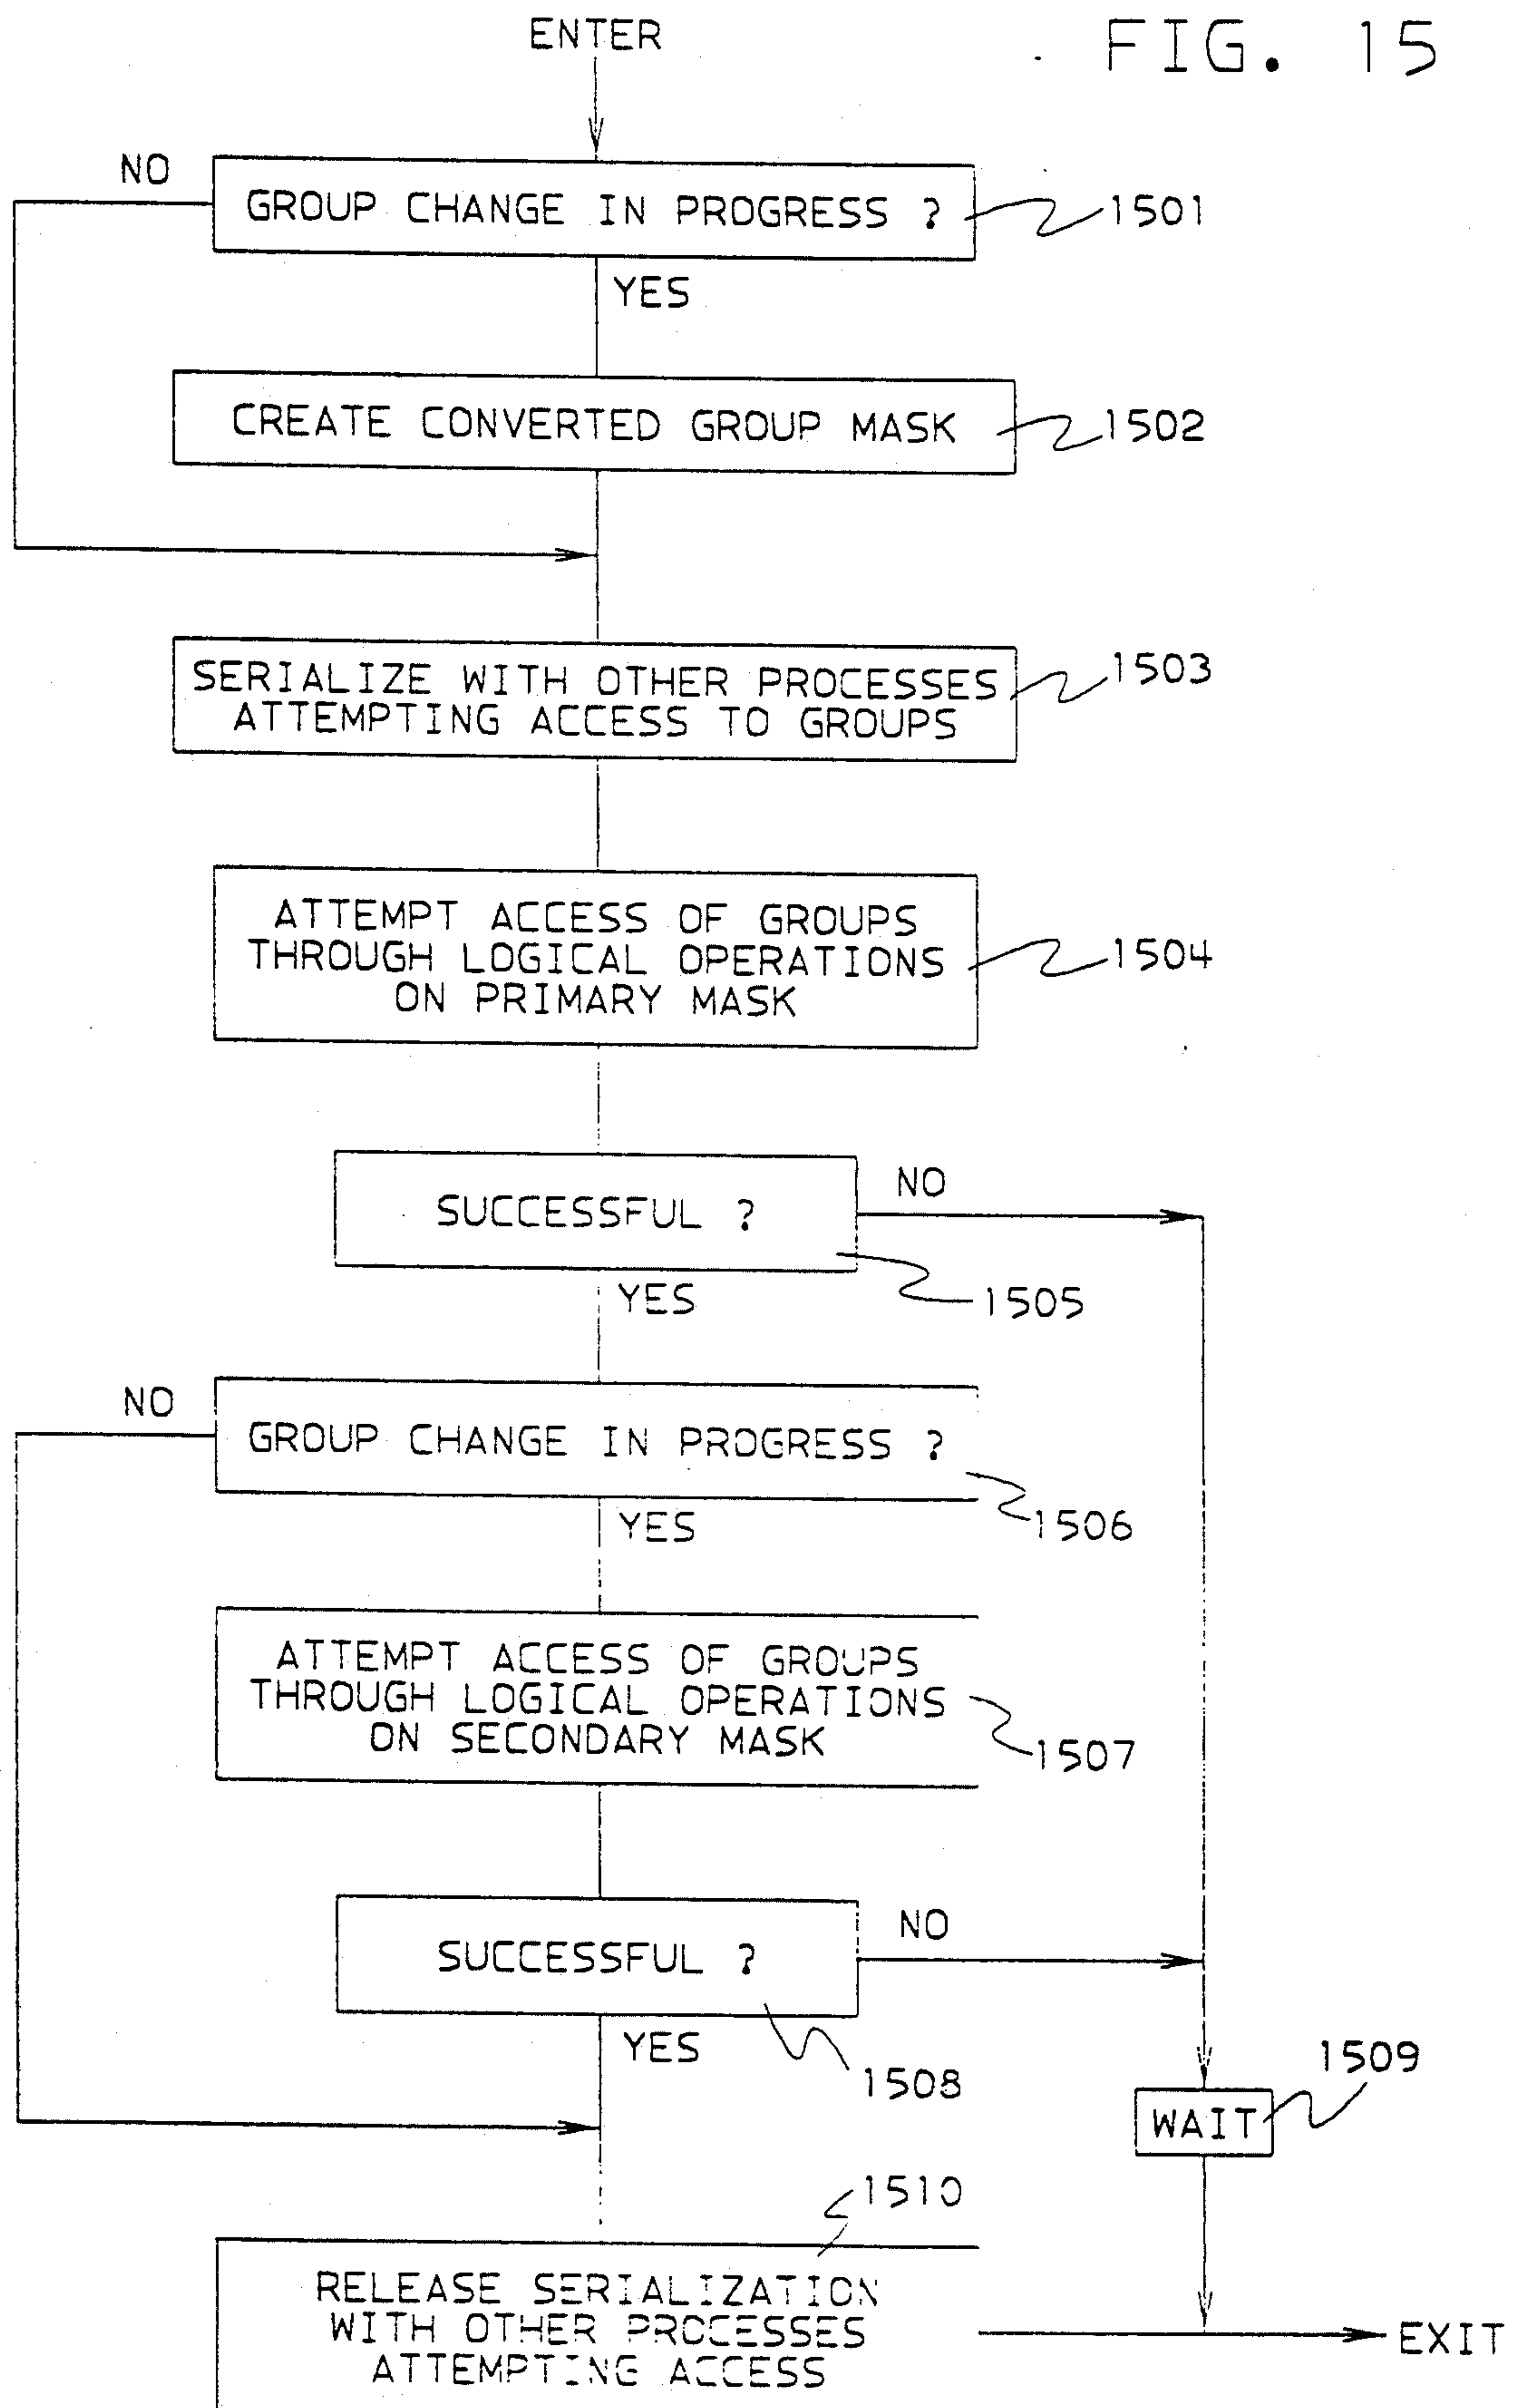 ENTER
FIG. 15
NO
GROUP CHANGE IN PROGRESS ?
1501
YES
CREATE CONVERTED GROUP MASK
1502
SERIALIZE WITH OTHER PROCESSES
ATTEMPTING ACCESS TO GROUPS
1503
ATTEMPT ACCESS OF GROUPS
THROUGH LOGICAL OPERATIONS
ON PRIMARY MASK
1504
SUCCESSFUL ?
NO
1505
YES
NO
GROUP CHANGE IN PROGRESS ?
1506
YES
ATTEMPT ACCESS OF GROUPS
THROUGH LOGICAL OPERATIONS
ON SECONDARY MASK
1507
SUCCESSFUL ?
NO
YES
1508
1509
WAIT
1510
RELEASE SERIALIZATION
WITH OTHER PROCESSES
ATTEMPTING ACCESS
EXIT